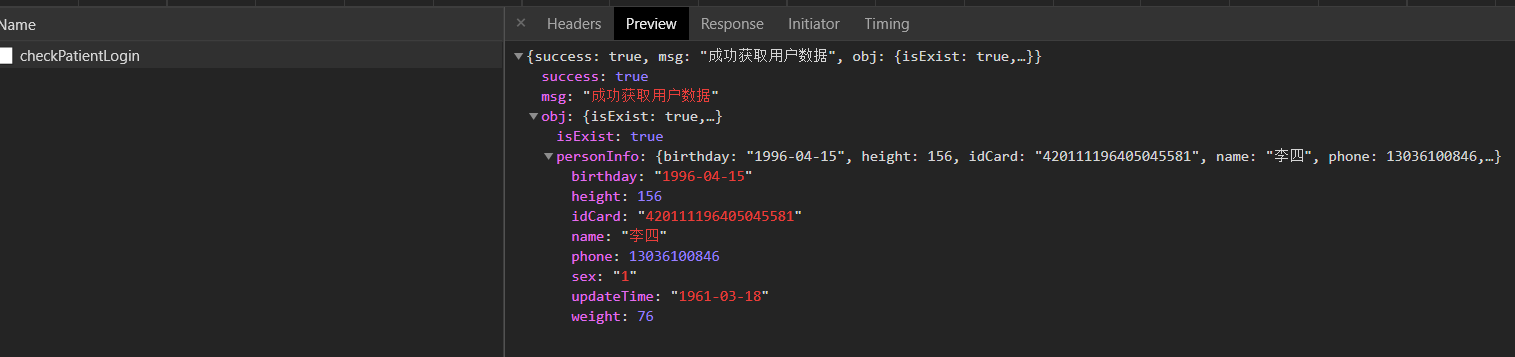 Name
× Headers Preview Response Initiator Timing
checkPatientLogin
{success: true, msg: "成功获取用户数据", obj: {isExist: true,…}}
success: true
msg: "成功获取用户数据"
obj: {isExist: true,…}
isExist: true
personInfo: {birthday: "1996-04-15", height: 156, idCard: "420111196405045581", name: "李四", phone: 13036100846,…}
birthday: "1996-04-15"
height: 156
idCard: "420111196405045581"
name: "李四"
phone: 13036100846
sex: "1"
updateTime: "1961-03-18"
weight: 76